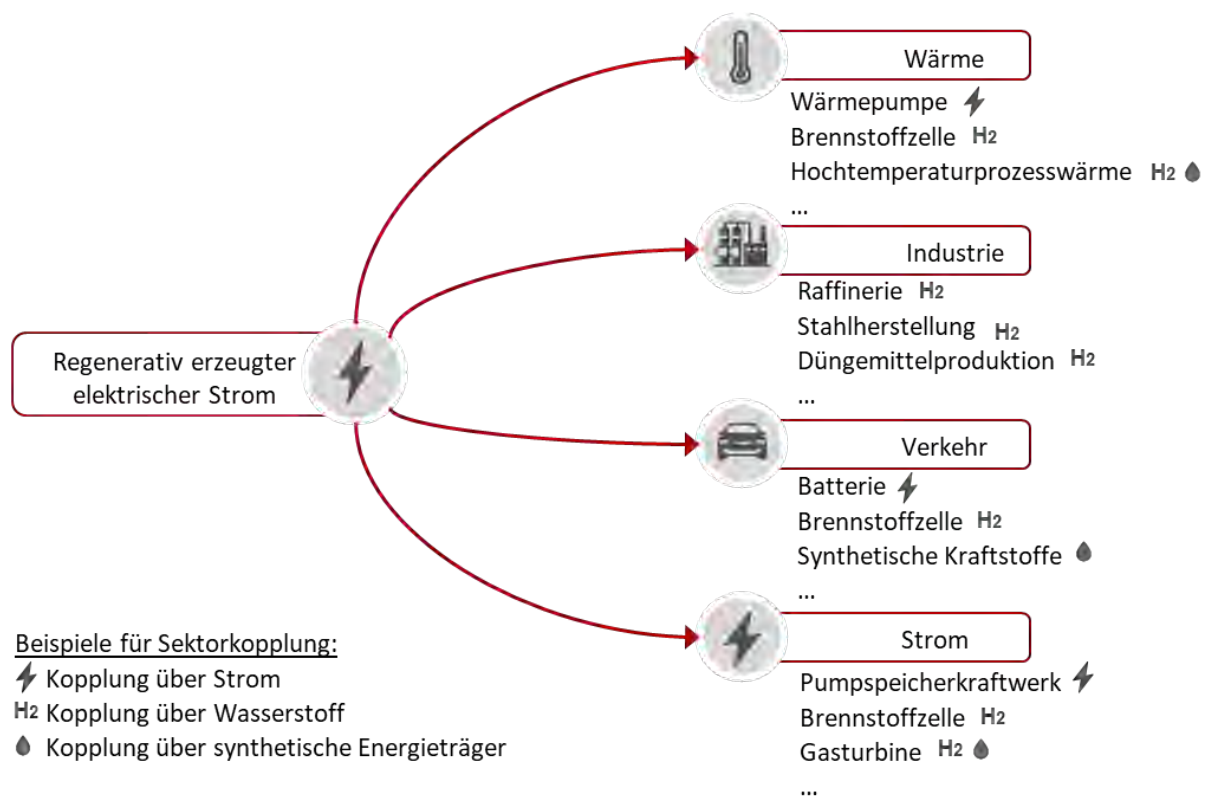 Wärme
Wärmepumpe
Brennstoffzelle H2
Hochtemperaturprozesswärme H2
...
Industrie
Raffinerie H2
Stahlherstellung H2
Düngemittelproduktion H2
...
Regenerativ erzeugter
elektrischer Strom
Verkehr
Batterie
Brennstoffzelle H2
Synthetische Kraftstoffe
...
Strom
Pumpspeicherkraftwerk
Brennstoffzelle H2
Gasturbine H2
...
Beispiele für Sektorkopplung:
Kopplung über Strom
H2 Kopplung über Wasserstoff
Kopplung über synthetische Energieträger